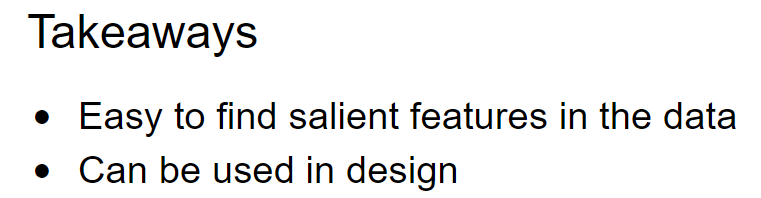 Takeaways
• Easy to find salient features in the data
• Can be used in design